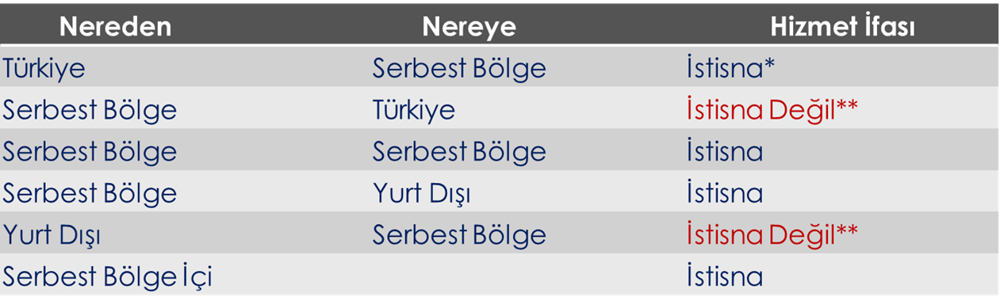 Nereden Nereye Hizmet İfası
Türkiye Serbest Bölge İstisna*
Serbest Bölge Türkiye İstisna Değil**
Serbest Bölge Serbest Bölge İstisna
Serbest Bölge Yurt Dışı İstisna
Yurt Dışı Serbest Bölge İstisna Değil**
Serbest Bölge İçi İstisna